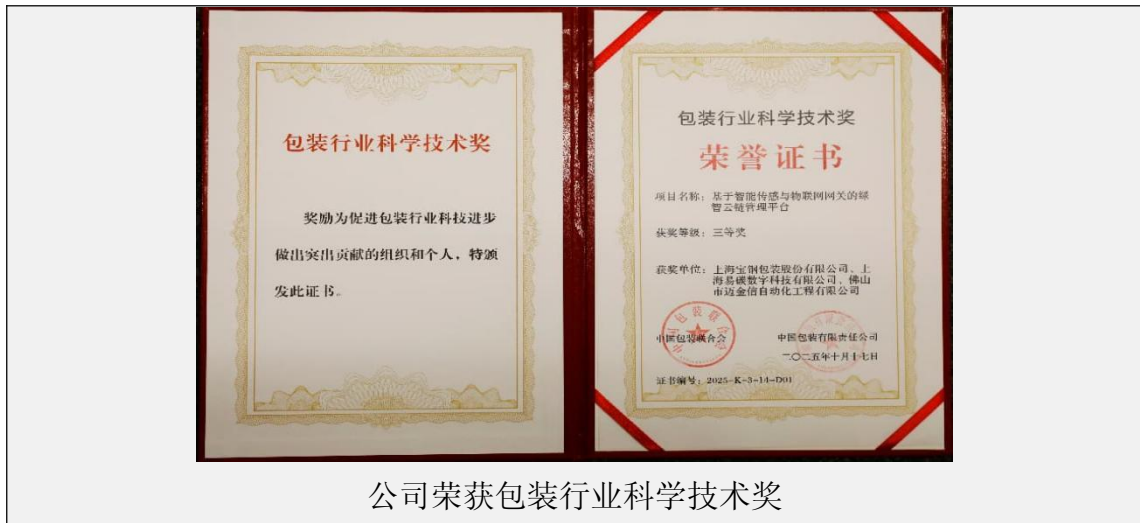 包装行业科学技术奖
奖励为促进包装行业科技进步
做出突出贡献的组织和个人，特颁
发此证书。
包装行业科学技术奖
荣誉证书
项目名称：基于智能传感与物联网网关的绿
智云链管理平台
获奖等级：三等奖
获奖单位：上海宝钢包装股份有限公司、上
海易碳数字科技有限公司、佛山
市迈金信自动化工程有限公司
中国包装联合会
中国包装有限责任公司
二〇二五年十月十七日
证书编号：2025-K-3-14-D01
公司荣获包装行业科学技术奖